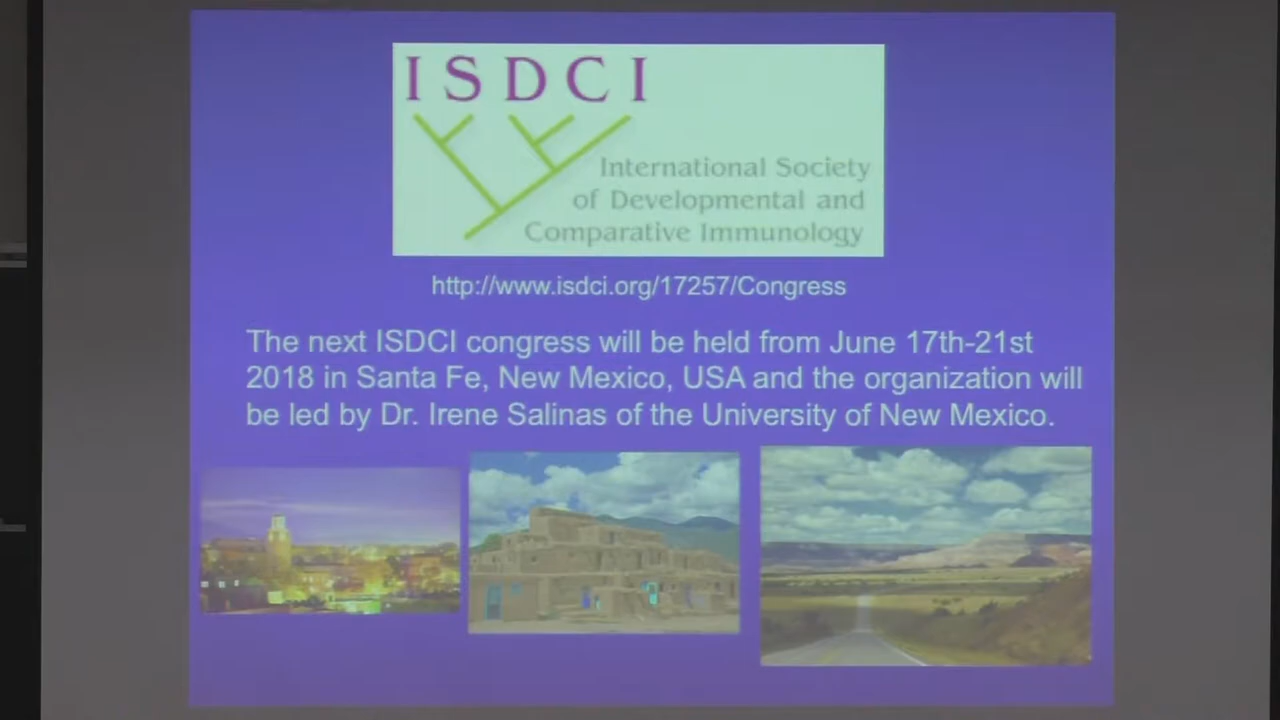 ISDCI
International Society
of Developmental and
Comparative Immunology
http://www.isdci.org/17257/Congress
The next ISDCI congress will be held from June 17th-21st
2018 in Santa Fe, New Mexico, USA and the organization will
be led by Dr. Irene Salinas of the University of New Mexico.